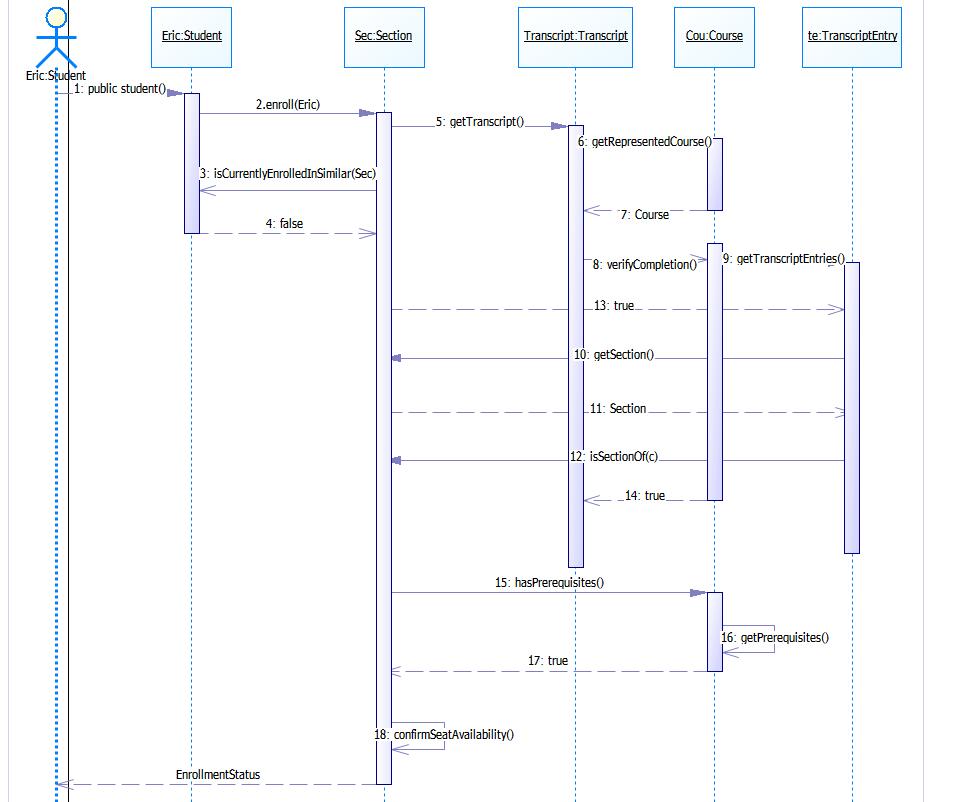 Eric:Student
Sec:Section
Transcript:Transcript
Cou:Course
te:TranscriptEntry
Eric:Student
1: public student()
2.enroll(Eric)
5: getTranscript()
6: getRepresentedCourse()
3: isCurrentlyEnrolledInSimilar(Sec)
7: Course
4: false
8: verifyCompletion()
9: getTranscriptEntries()
13: true
10: getSection()
11: Section
12: isSectionOf(c)
14: true
15: hasPrerequisites()
16: getPrerequisites()
17: true
18: confirmSeatAvailability()
EnrollmentStatus